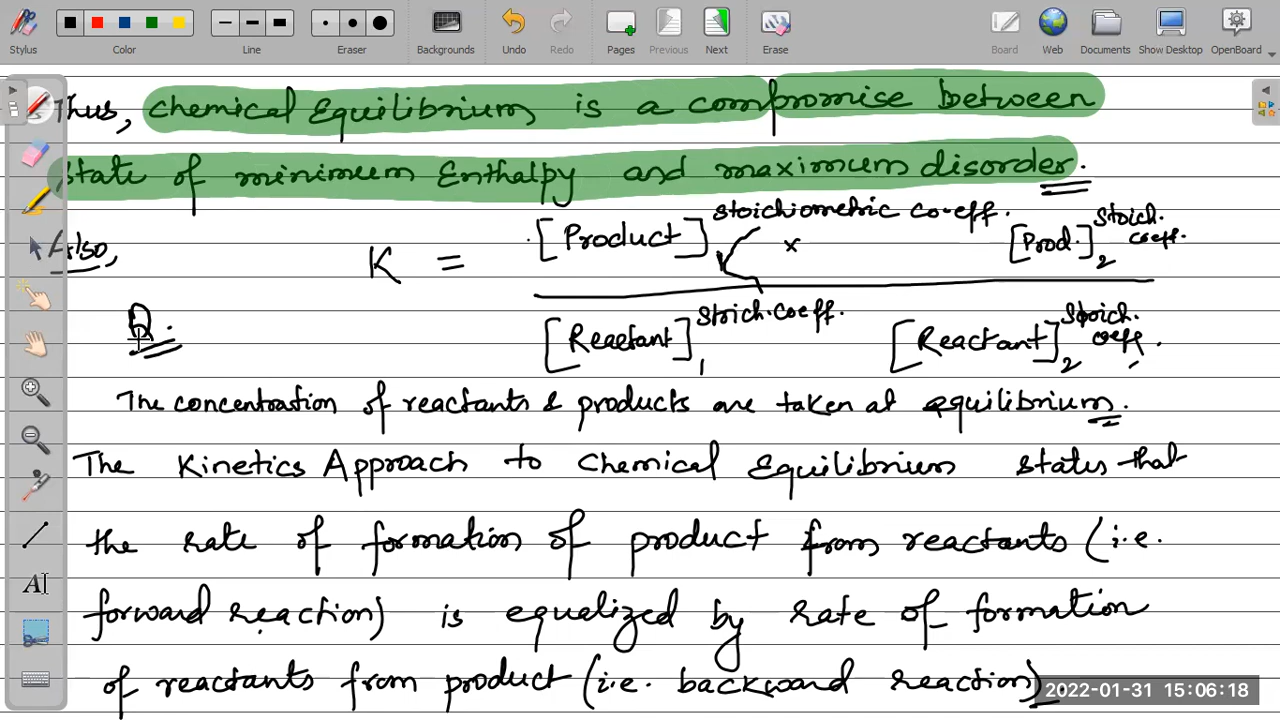 Stylus Color Line Eraser Backgrounds Undo Redo Pages Previous Next Erase Board Web Documents Show Desktop OpenBoard
Thus, chemical Equilibrium is a compromise between
state of minimum Enthalpy and maximum disorder.
Also,
K = [Product] stoichiometric co-eff. x [Prod.]2 stoich. coeff.
[Reactant]1 stoich.coeff. [Reactant]2 stoich. coeff.
Q.
The concentration of reactants & products are taken at equilibrium.
The Kinetics Approach to Chemical Equilibrium states that
the rate of formation of product from reactants (i.e.
forward reaction) is equalized by rate of formation
of reactants from product (i.e. backward reaction)
2022-01-31 15:06:18